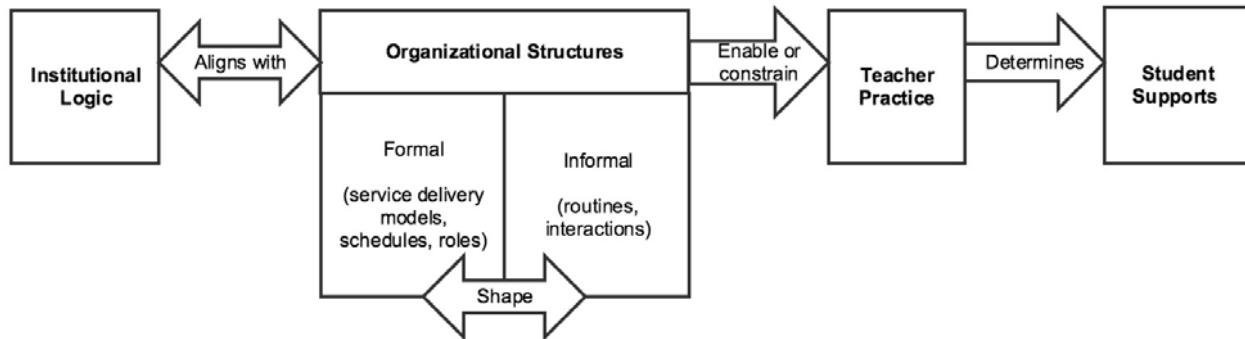 Institutional
Logic
Aligns with
Organizational Structures
Formal
(service delivery
models,
schedules, roles)
Informal
(routines,
interactions)
Shape
Enable or
constrain
Teacher
Practice
Determines
Student
Supports